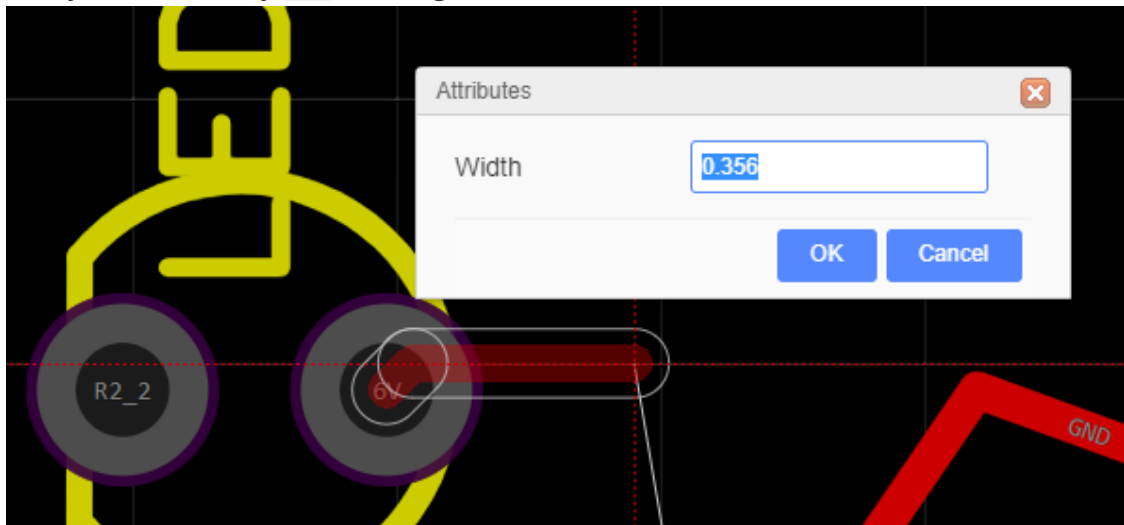 LED
Attributes
Width
0.356
OK
Cancel
R2_2
6V
GND